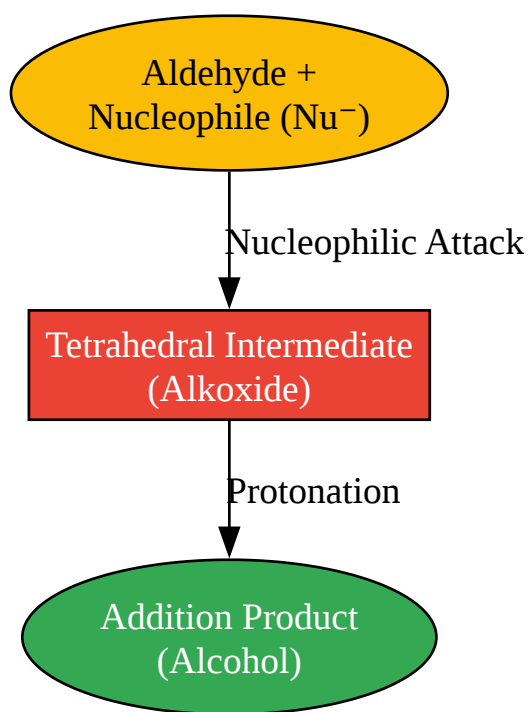 Aldehyde +
Nucleophile (Nu⁻)
Nucleophilic Attack
Tetrahedral Intermediate
(Alkoxide)
Protonation
Addition Product
(Alcohol)